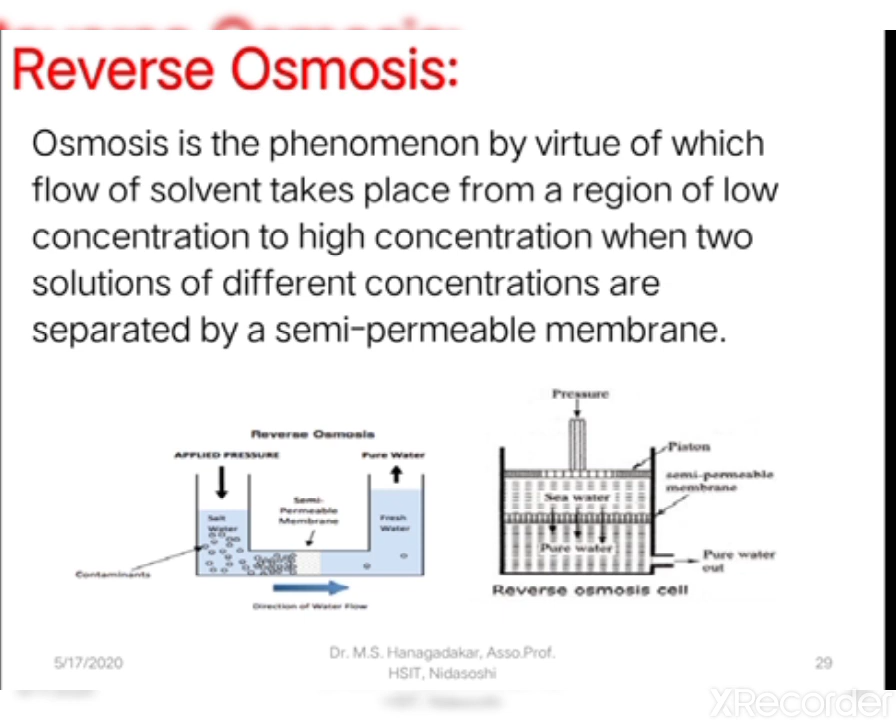 Reverse Osmosis:
Osmosis is the phenomenon by virtue of which
flow of solvent takes place from a region of low
concentration to high concentration when two
solutions of different concentrations are
separated by a semi-permeable membrane.
Reverse Osmosis
APPLIED PRESSURE
Pure Water
Salt
Water
Semi-
Permeable
Membrane
Fresh
Water
Contaminants
Direction of Water Flow
Pressure
Piston
semi-permeable
membrane
Sea water
Pure water
Pure water
out
Reverse osmosis cell
5/17/2020
Dr. M.S. Hanagadakar, Asso.Prof.
HSIT, Nidasoshi
29
XRecorder